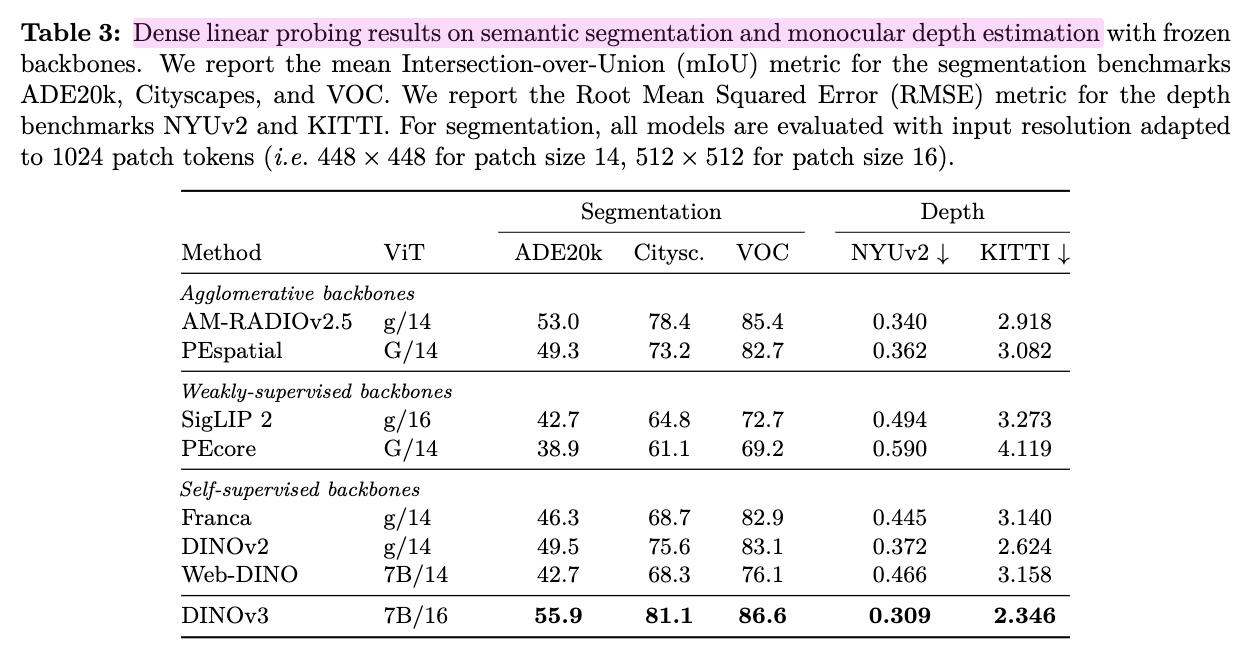 Table 3: Dense linear probing results on semantic segmentation and monocular depth estimation with frozen
backbones. We report the mean Intersection-over-Union (mIoU) metric for the segmentation benchmarks
ADE20k, Cityscapes, and VOC. We report the Root Mean Squared Error (RMSE) metric for the depth
benchmarks NYUv2 and KITTI. For segmentation, all models are evaluated with input resolution adapted
to 1024 patch tokens (i.e. 448 × 448 for patch size 14, 512 × 512 for patch size 16).
Segmentation Depth
Method ViT ADE20k Citysc. VOC NYUv2 ↓ KITTI ↓
Agglomerative backbones
AM-RADIOv2.5 g/14 53.0 78.4 85.4 0.340 2.918
PEspatial G/14 49.3 73.2 82.7 0.362 3.082
Weakly-supervised backbones
SigLIP 2 g/16 42.7 64.8 72.7 0.494 3.273
PEcore G/14 38.9 61.1 69.2 0.590 4.119
Self-supervised backbones
Franca g/14 46.3 68.7 82.9 0.445 3.140
DINOv2 g/14 49.5 75.6 83.1 0.372 2.624
Web-DINO 7B/14 42.7 68.3 76.1 0.466 3.158
DINOv3 7B/16 55.9 81.1 86.6 0.309 2.346